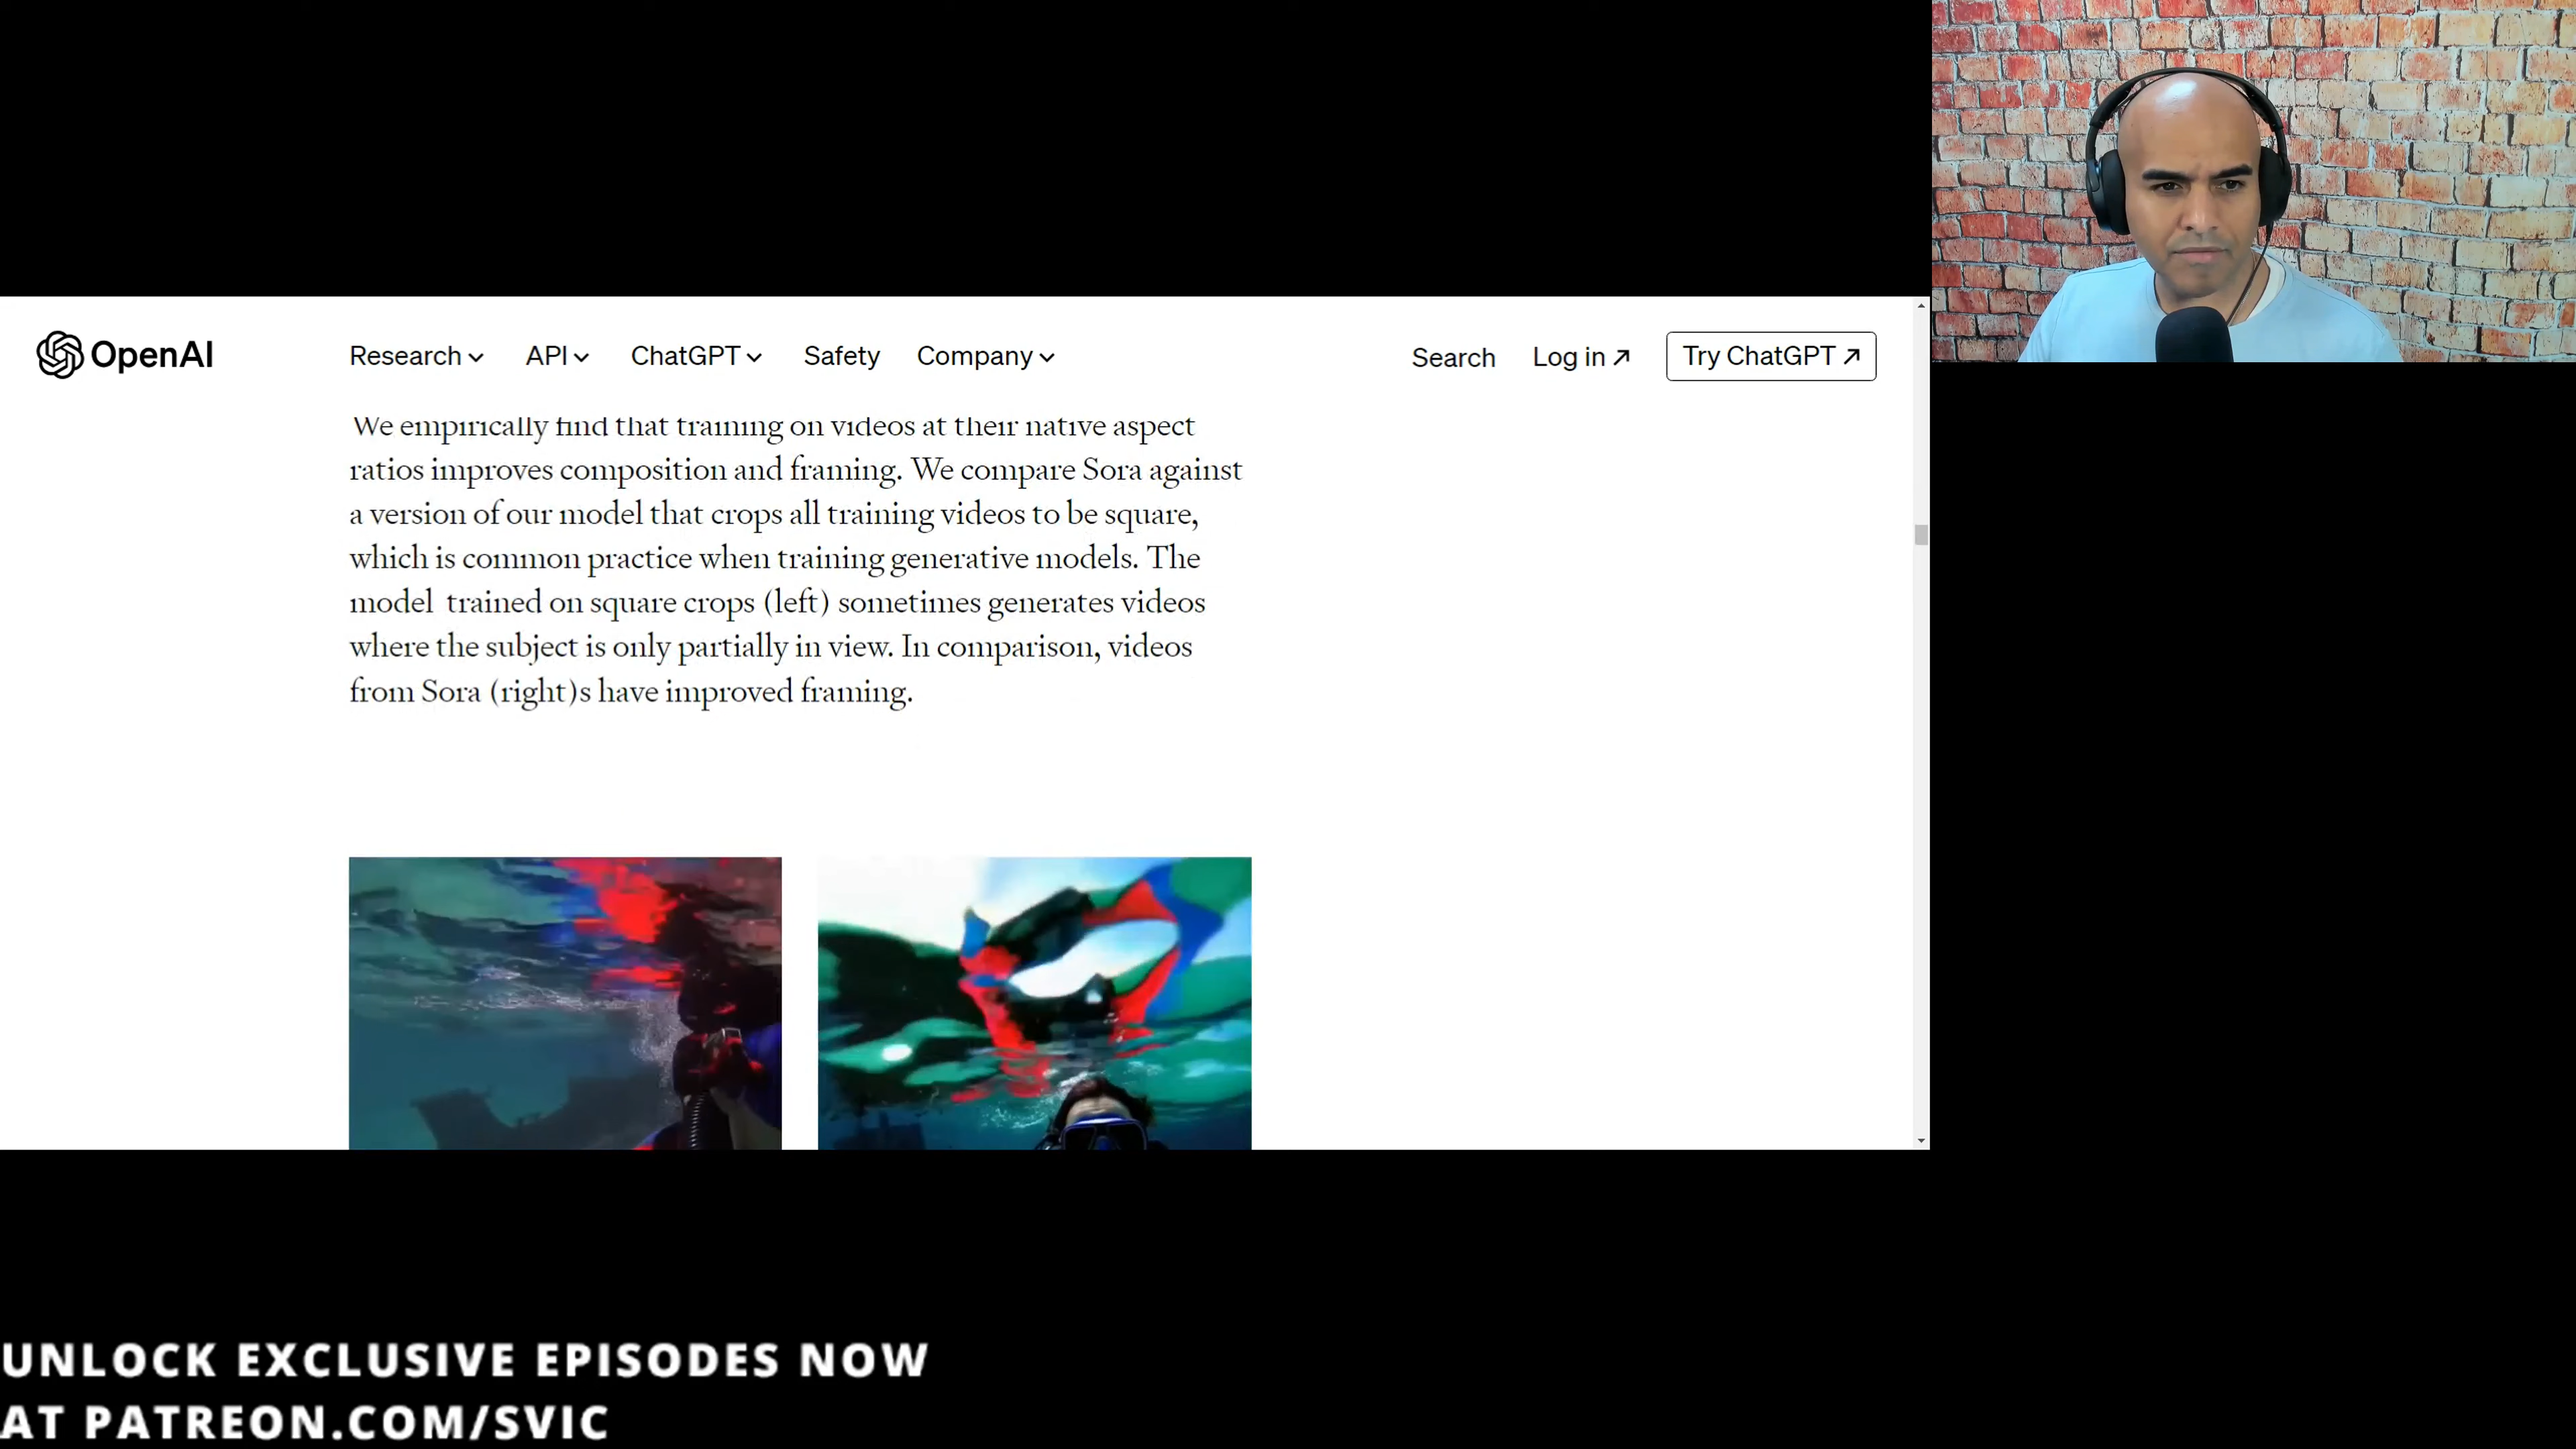 OpenAI
Research
API
ChatGPT
Safety
Company
Search
Log in
Try ChatGPT
We empirically find that training on videos at their native aspect
ratios improves composition and framing. We compare Sora against
a version of our model that crops all training videos to be square,
which is common practice when training generative models. The
model trained on square crops (left) sometimes generates videos
where the subject is only partially in view. In comparison, videos
from Sora (right)s have improved framing.
UNLOCK EXCLUSIVE EPISODES NOW
AT PATREON.COM/SVIC